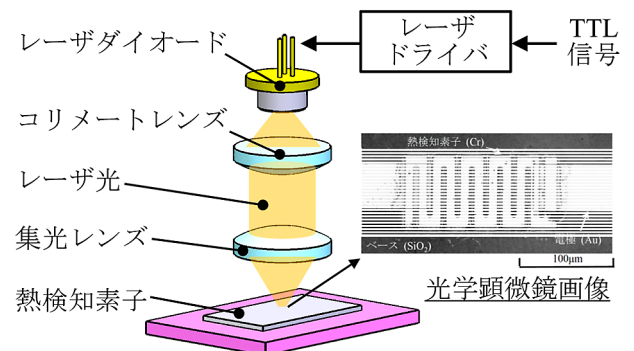 レーザダイオード
レーザ
ドライバ
TTL
信号
コリメートレンズ
レーザ光
集光レンズ
熱検知素子
熱検知素子 (Cr)
ベース (SiO₂)
電極 (Au)
100μm
光学顕微鏡画像